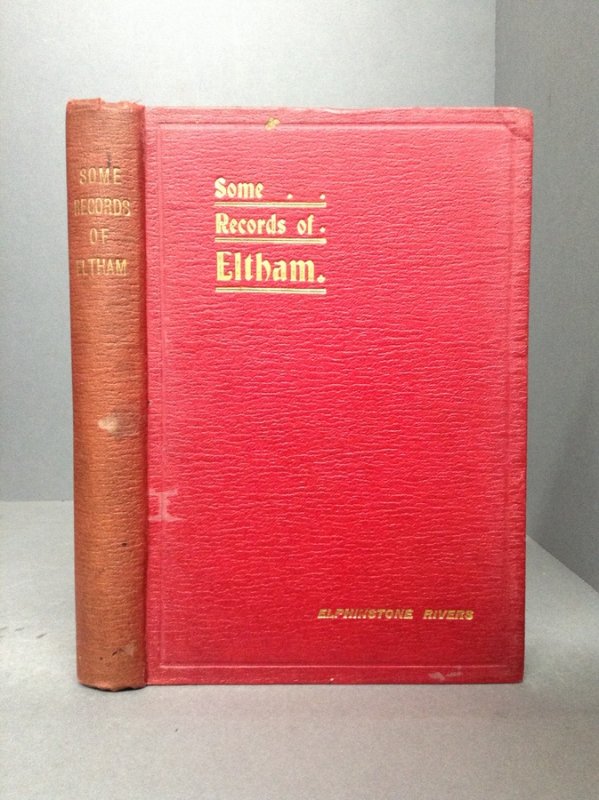 SOME
RECORDS
OF
ELTHAM
Some . .
Records of .
Eltham.
ELPHINSTONE RIVERS